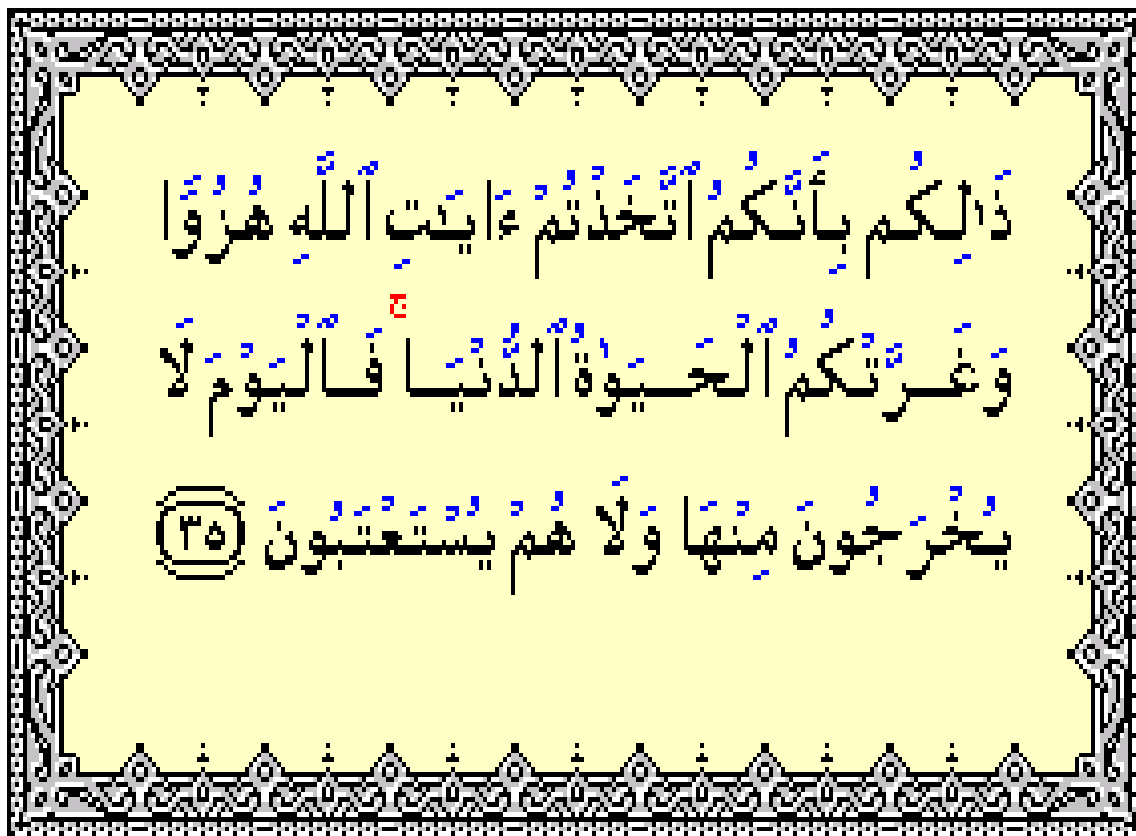 ذَٰلِكُم بِأَنَّكُمُ ٱتَّخَذْتُمْ ءَايَـٰتِ ٱللَّهِ هُزُوًا
وَغَرَّتْكُمُ ٱلْحَيَوٰةُ ٱلدُّنْيَا ۚ فَٱلْيَوْمَ لَا
يُخْرَجُونَ مِنْهَا وَلَا هُمْ يُسْتَعْتَبُونَ ٣٥